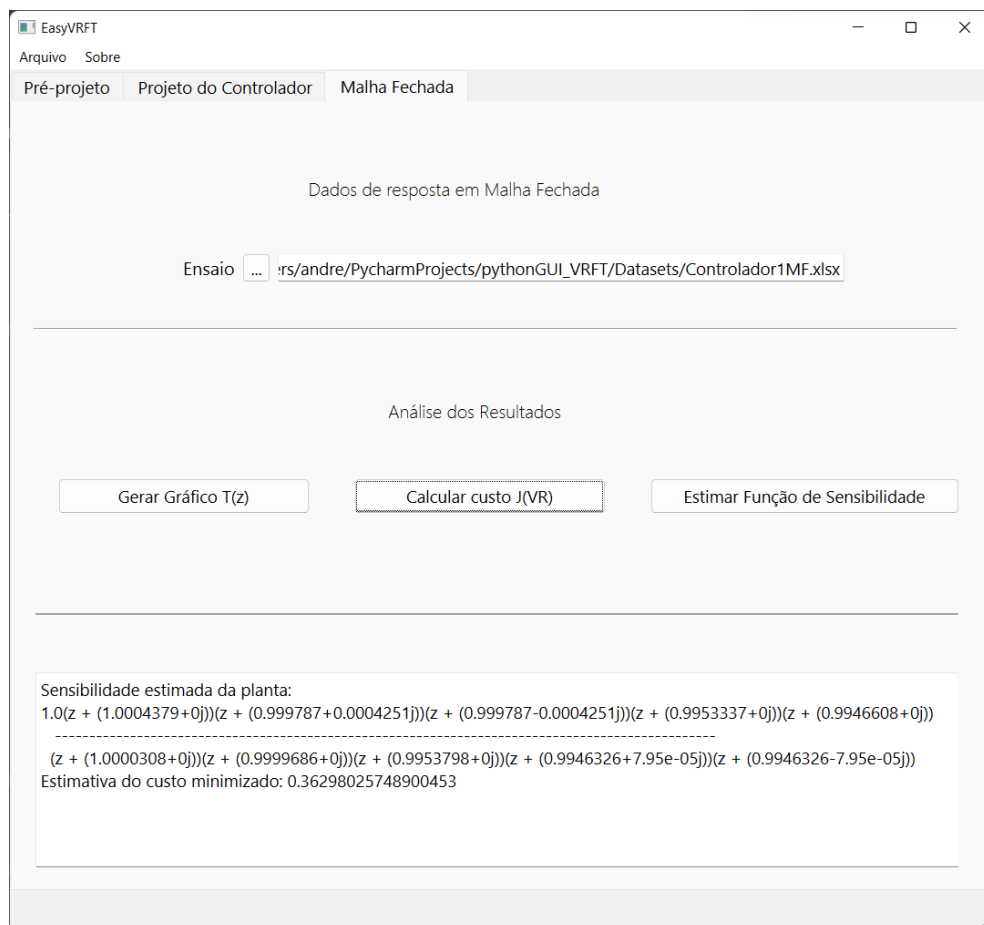 EasyVRFT
Arquivo Sobre
Pré-projeto Projeto do Controlador Malha Fechada
Dados de resposta em Malha Fechada
Ensaio ... ers/andre/PycharmProjects/pythonGUI_VRFT/Datasets/Controlador1MF.xlsx
Análise dos Resultados
Gerar Gráfico T(z) Calcular custo J(VR) Estimar Função de Sensibilidade
Sensibilidade estimada da planta:
1.0(z + (1.0004379+0j))(z + (0.999787+0.0004251j))(z + (0.999787-0.0004251j))(z + (0.9953337+0j))(z + (0.9946608+0j))
--------------------------------------------------------------------------------------------------
(z + (1.0000308+0j))(z + (0.9999686+0j))(z + (0.9953798+0j))(z + (0.9946326+7.95e-05j))(z + (0.9946326-7.95e-05j))
Estimativa do custo minimizado: 0.36298025748900453